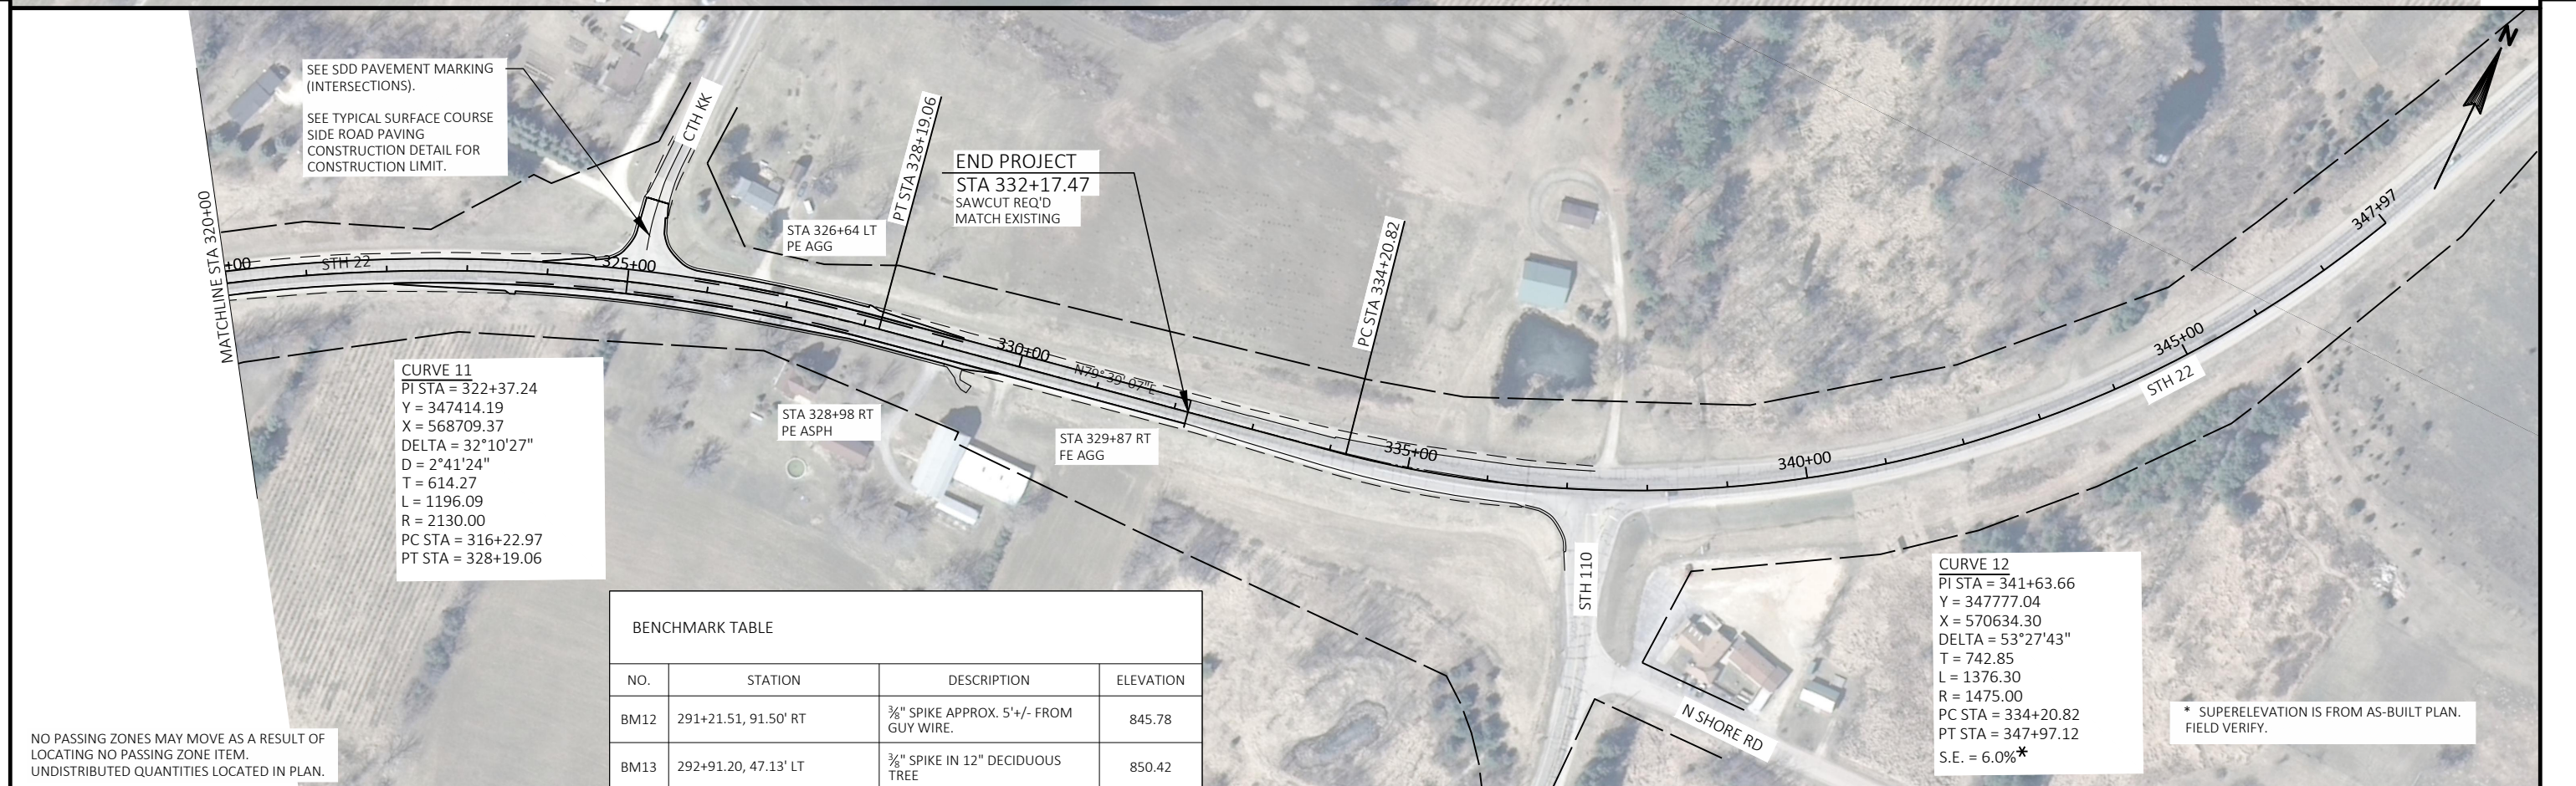 SEE SDD PAVEMENT MARKING
(INTERSECTIONS).
SEE TYPICAL SURFACE COURSE
SIDE ROAD PAVING
CONSTRUCTION DETAIL FOR
CONSTRUCTION LIMIT.
CTH KK
PT STA 328+19.06
END PROJECT
STA 332+17.47
SAWCUT REQ'D
MATCH EXISTING
STA 326+64 LT
PE AGG
PC STA 334+20.82
N
347+97
MATCHLINE STA 320+00
+00
STH 22
325+00
330+00
N79° 39' 07"E
335+00
340+00
345+00
STH 22
CURVE 11
PI STA = 322+37.24
Y = 347414.19
X = 568709.37
DELTA = 32°10'27"
D = 2°41'24"
T = 614.27
L = 1196.09
R = 2130.00
PC STA = 316+22.97
PT STA = 328+19.06
STA 328+98 RT
PE ASPH
STA 329+87 RT
FE AGG
STH 110
N SHORE RD
CURVE 12
PI STA = 341+63.66
Y = 347777.04
X = 570634.30
DELTA = 53°27'43"
T = 742.85
L = 1376.30
R = 1475.00
PC STA = 334+20.82
PT STA = 347+97.12
S.E. = 6.0%*
* SUPERELEVATION IS FROM AS-BUILT PLAN.
FIELD VERIFY.
BENCHMARK TABLE
NO. STATION DESCRIPTION ELEVATION
BM12 291+21.51, 91.50' RT ⅜" SPIKE APPROX. 5'+/- FROM GUY WIRE. 845.78
BM13 292+91.20, 47.13' LT ⅜" SPIKE IN 12" DECIDUOUS TREE 850.42
NO PASSING ZONES MAY MOVE AS A RESULT OF
LOCATING NO PASSING ZONE ITEM.
UNDISTRIBUTED QUANTITIES LOCATED IN PLAN.